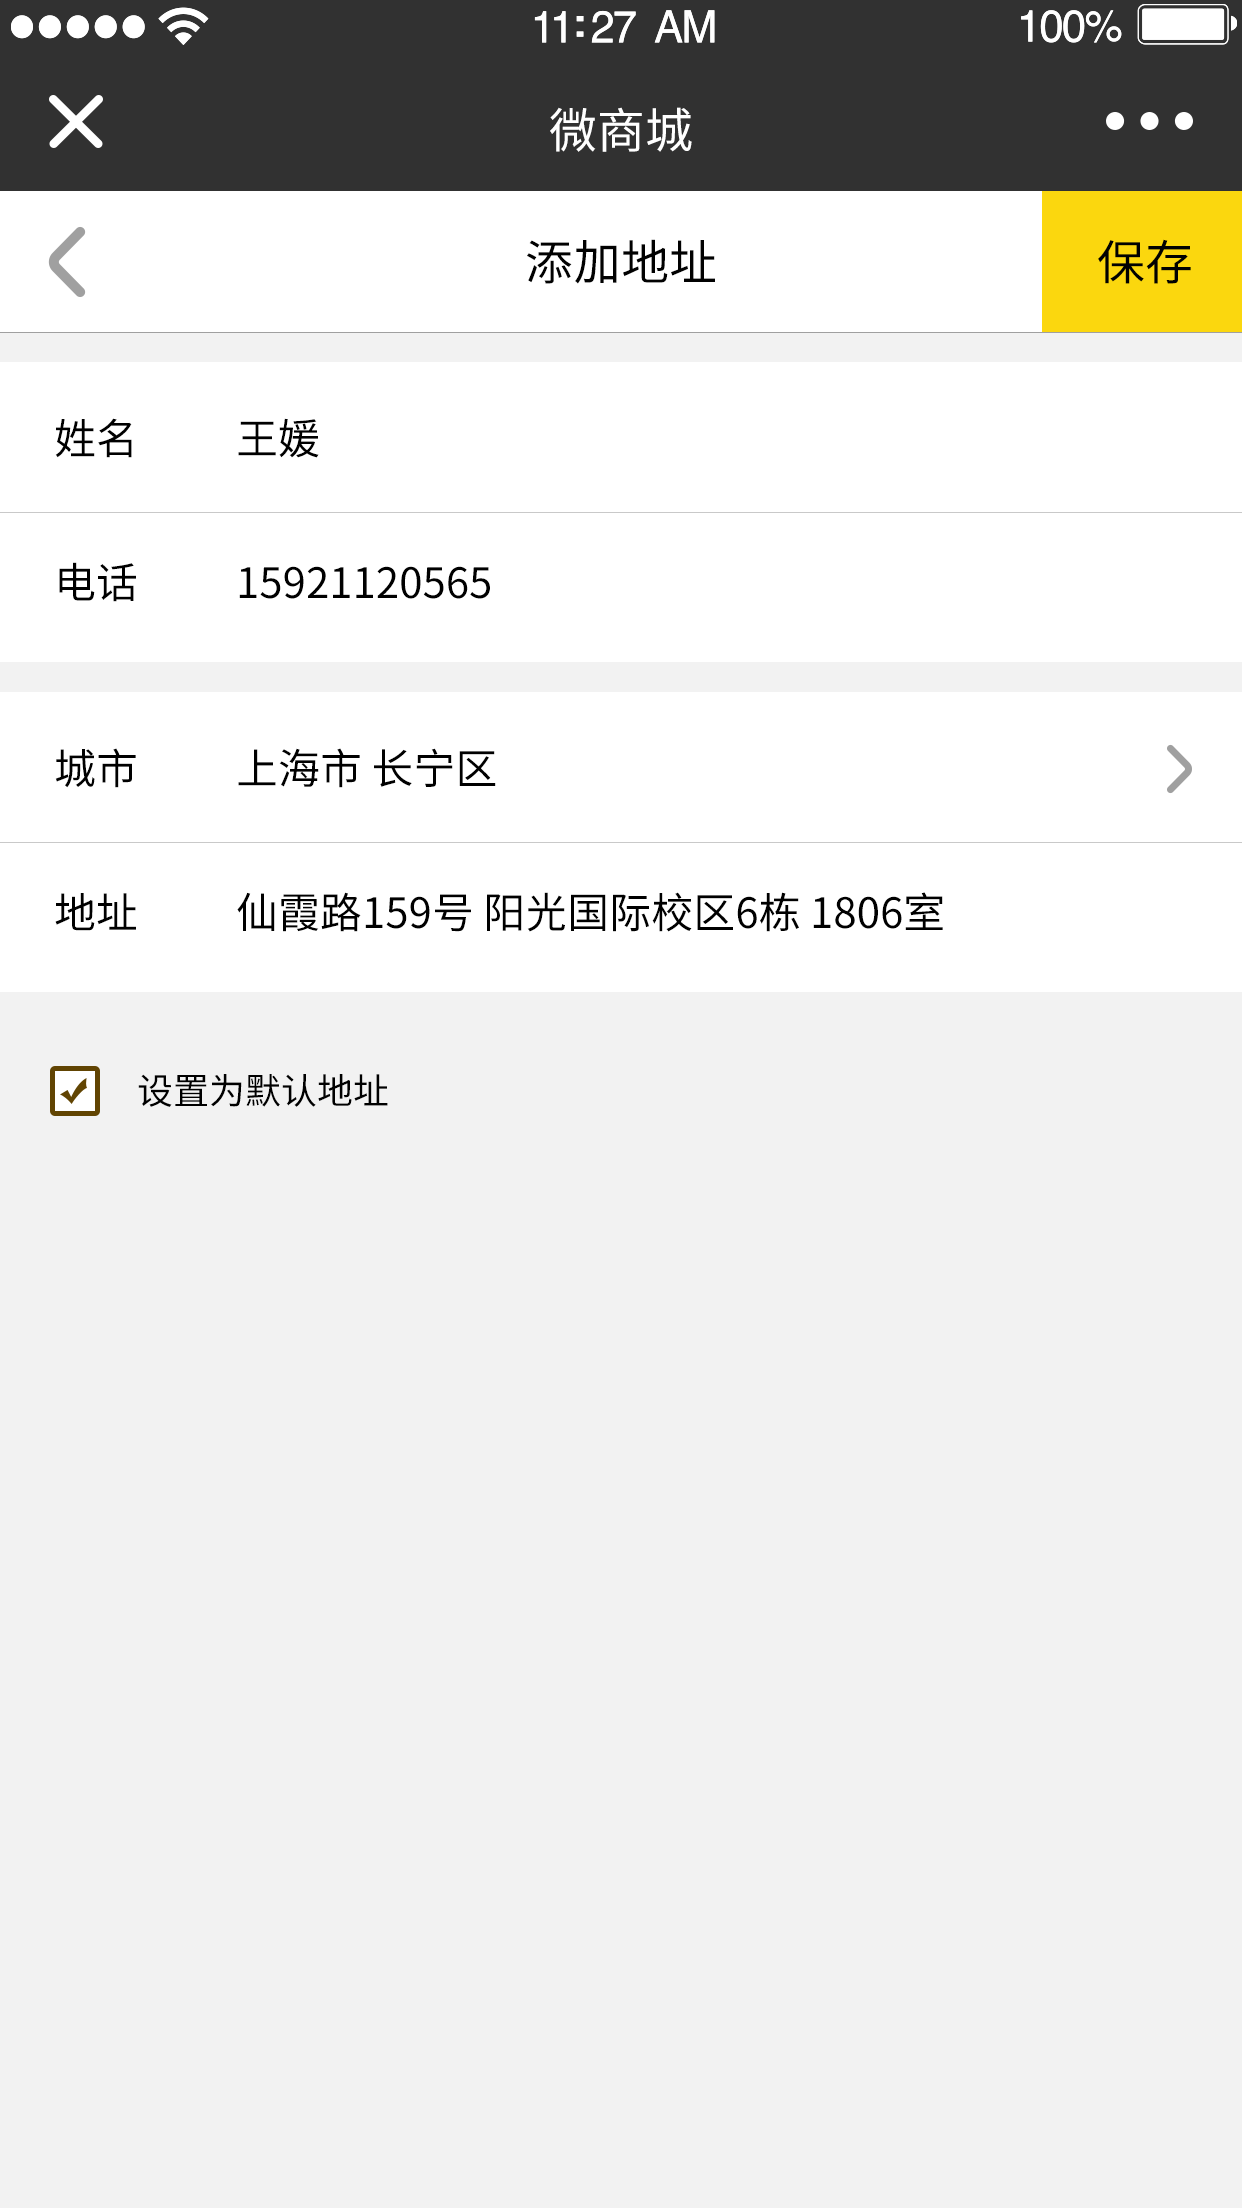 11:27 AM 100%
微商城
添加地址 保存
姓名 王媛
电话 15921120565
城市 上海市 长宁区
地址 仙霞路159号 阳光国际校区6栋 1806室
设置为默认地址